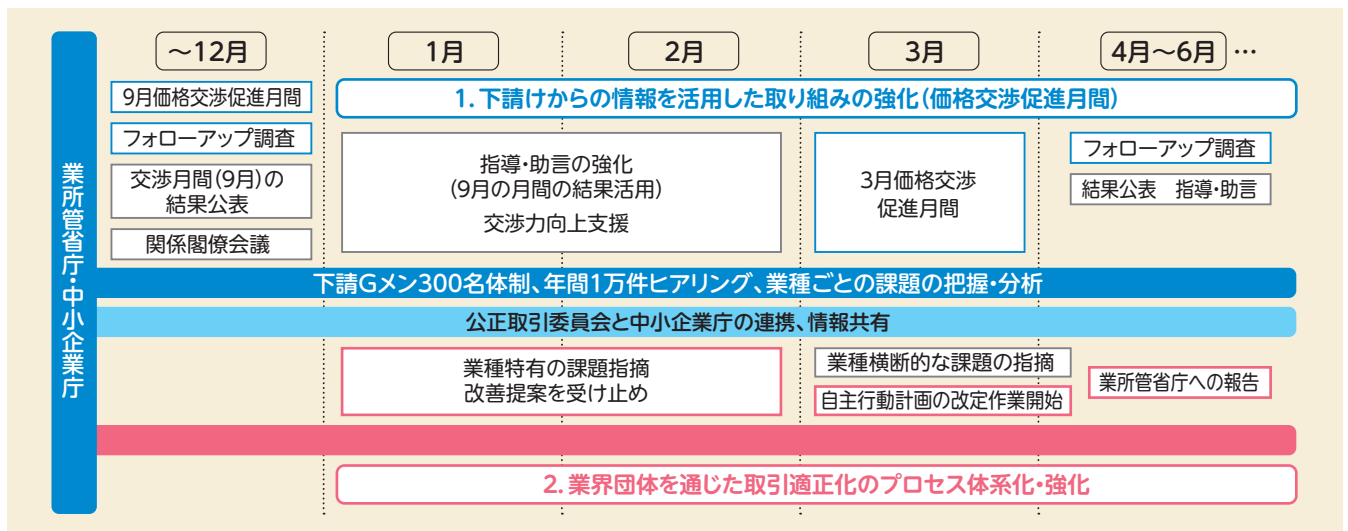 業所管省庁・中小企業庁
～12月
1月
2月
3月
4月～6月 …
9月価格交渉促進月間
フォローアップ調査
交渉月間(9月)の
結果公表
関係閣僚会議
1. 下請けからの情報を活用した取り組みの強化(価格交渉促進月間)
指導・助言の強化
(9月の月間の結果活用)
交渉力向上支援
3月価格交渉
促進月間
フォローアップ調査
結果公表　指導・助言
下請Gメン300名体制、年間1万件ヒアリング、業種ごとの課題の把握・分析
公正取引委員会と中小企業庁の連携、情報共有
業種特有の課題指摘
改善提案を受け止め
業種横断的な課題の指摘
自主行動計画の改定作業開始
業所管省庁への報告
2. 業界団体を通じた取引適正化のプロセス体系化・強化